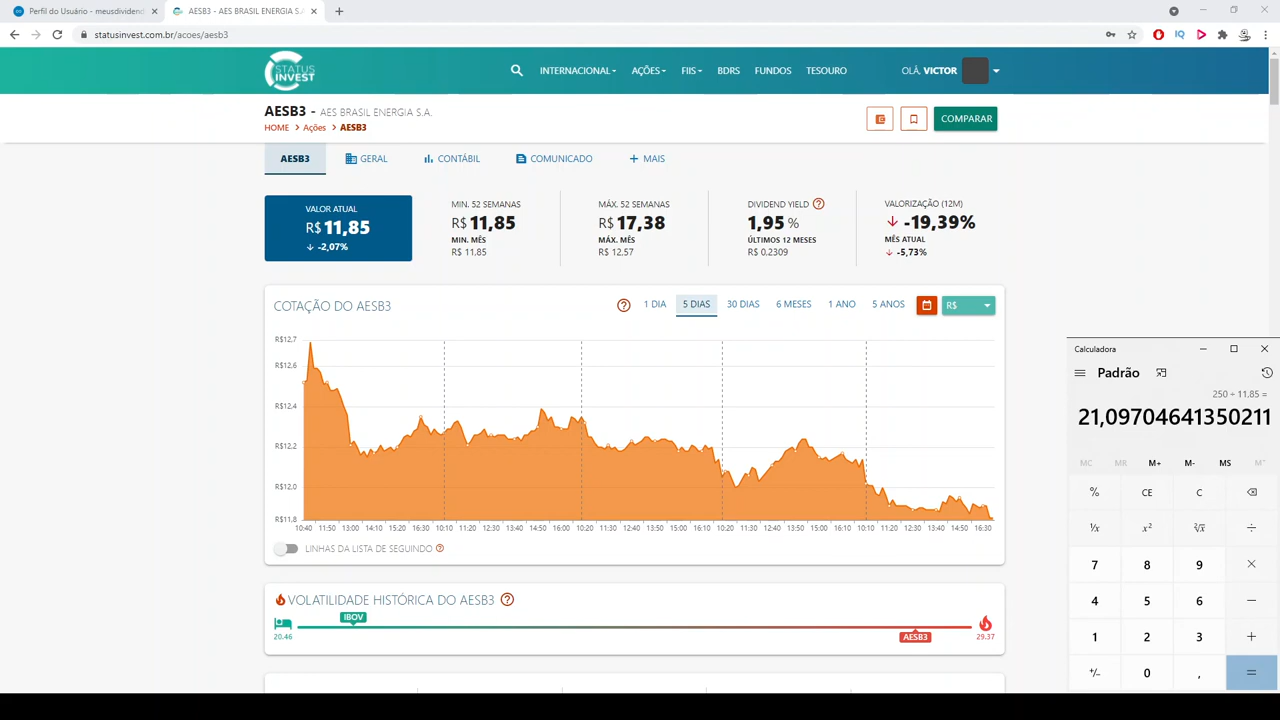 Perfil do Usuário - meusdividend
AESB3 - AES BRASIL ENERGIA S.A.
statusinvest.com.br/acoes/aesb3
IQ
STATUS
INVEST
INTERNACIONAL
AÇÕES
FIIS
BDRS
FUNDOS
TESOURO
OLÁ, VICTOR
AESB3 - AES BRASIL ENERGIA S.A.
HOME > Ações > AESB3
COMPARAR
AESB3
GERAL
CONTÁBIL
COMUNICADO
+ MAIS
VALOR ATUAL
R$ 11,85
↓ -2,07%
MIN. 52 SEMANAS
R$ 11,85
MIN. MÊS
R$ 11,85
MÁX. 52 SEMANAS
R$ 17,38
MÁX. MÊS
R$ 12,57
DIVIDEND YIELD ?
1,95 %
ÚLTIMOS 12 MESES
R$ 0,2309
VALORIZAÇÃO (12M)
↓ -19,39%
MÊS ATUAL
↓ -5,73%
COTAÇÃO DO AESB3
?
1 DIA
5 DIAS
30 DIAS
6 MESES
1 ANO
5 ANOS
R$
R$12.7
R$12.6
R$12.4
R$12.2
R$12.0
R$11.8
10:40 11:50 13:00 14:10 15:20 16:30 10:10 11:20 12:30 13:40 14:50 16:00 10:20 11:30 12:40 13:50 15:00 16:10 10:20 11:30 12:40 13:50 15:00 16:10 10:10 11:20 12:30 13:40 14:50 16:30
LINHAS DA LISTA DE SEGUINDO ?
VOLATILIDADE HISTÓRICA DO AESB3 ?
IBOV
20.46
AESB3
29.37
Calculadora
Padrão
250 ÷ 11,85 =
21,09704641350211
MC MR M+ M- MS M˅
% CE C
¹/x x² ²√x ÷
7 8 9 ×
4 5 6 −
1 2 3 +
+/- 0 , =